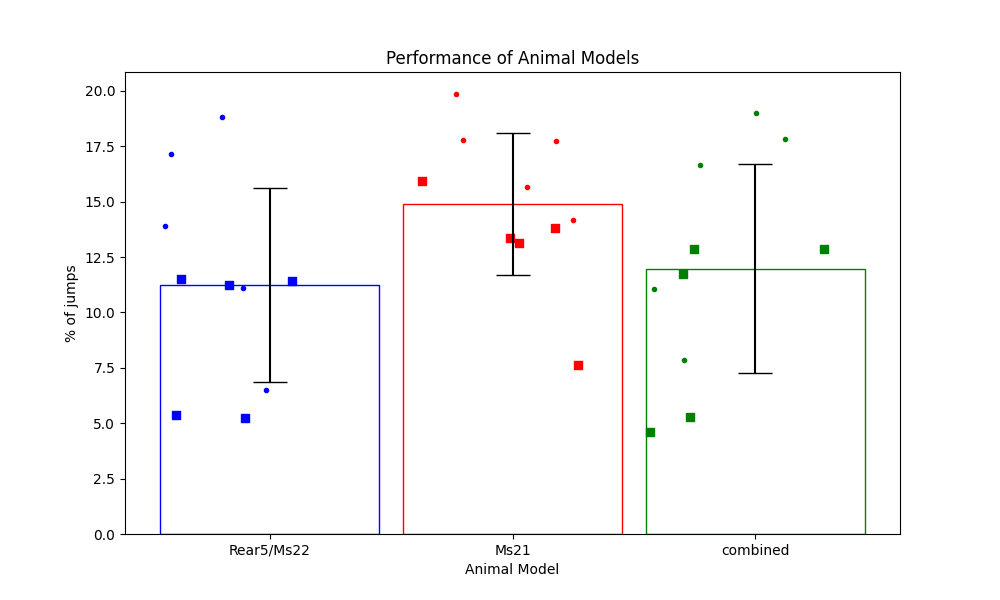 Performance of Animal Models
% of jumps
20.0
17.5
15.0
12.5
10.0
7.5
5.0
2.5
0.0
Rear5/Ms22 Ms21 combined
Animal Model